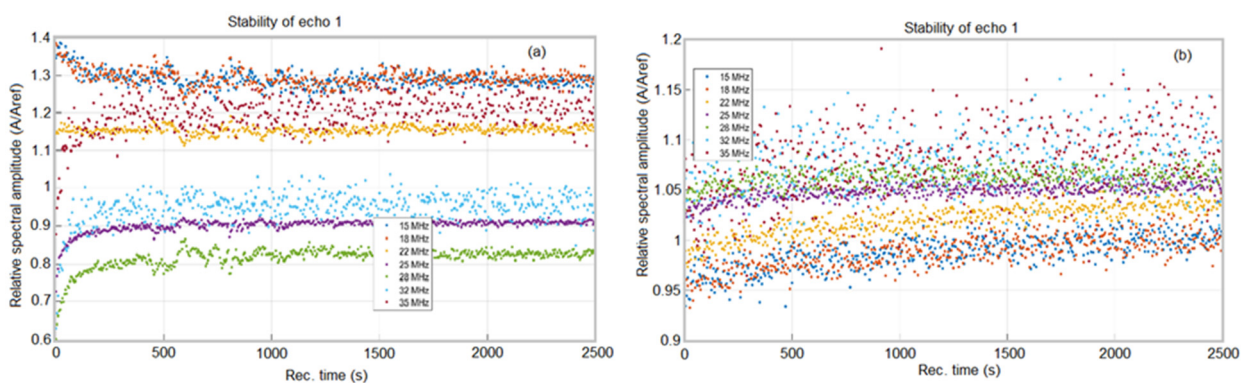 Stability of echo 1
(a)
Relative spectral amplitude (A/Aref)
1.4
1.3
1.2
1.1
1
0.9
0.8
0.7
0.6
15 MHz
18 MHz
22 MHz
25 MHz
28 MHz
32 MHz
35 MHz
0
500
1000
1500
2000
2500
Rec. time (s)
Stability of echo 1
(b)
Relative spectral amplitude (A/Aref)
1.2
1.15
1.1
1.05
1
0.95
0.9
15 MHz
18 MHz
22 MHz
25 MHz
28 MHz
32 MHz
35 MHz
0
500
1000
1500
2000
2500
Rec. time (s)